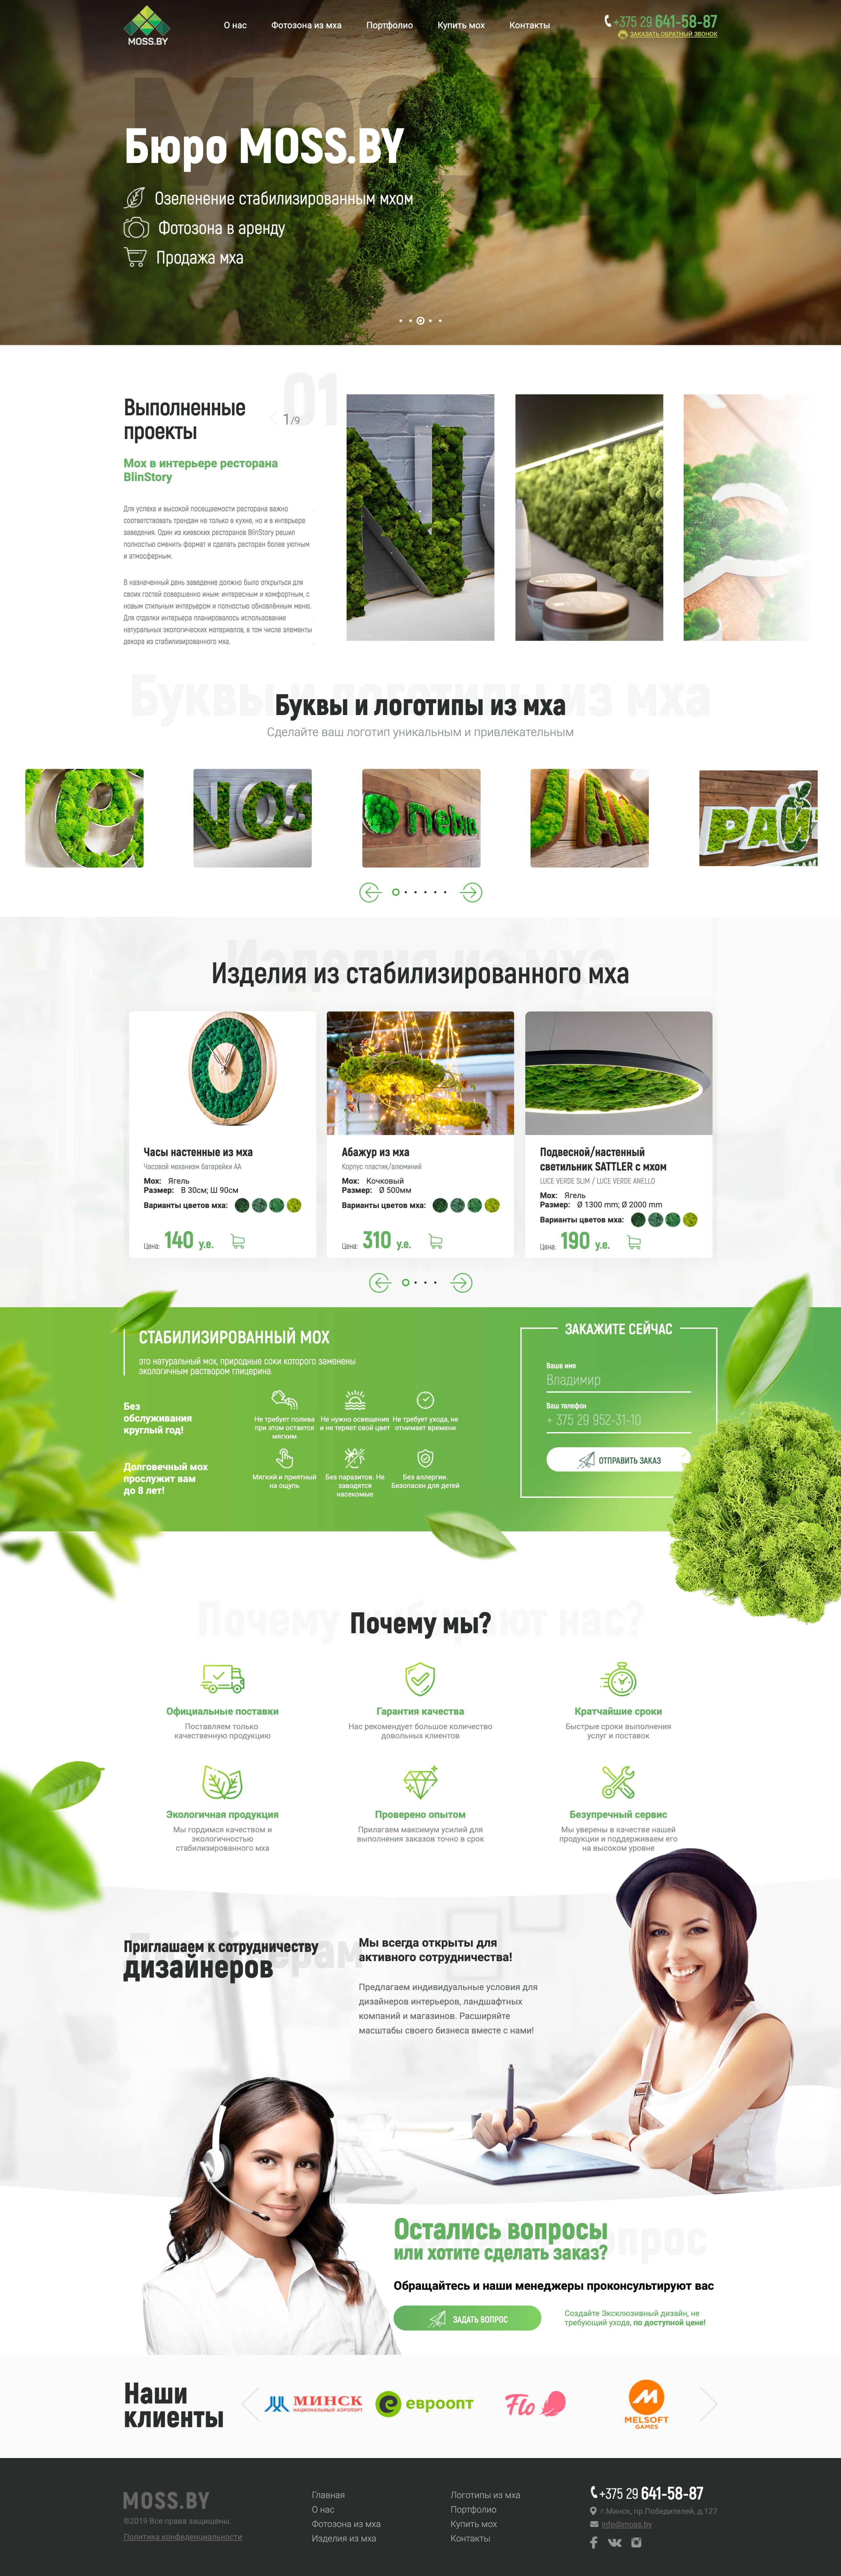 MOSS.BY
О нас
Фотозона из мха
Портфолио
Купить мох
Контакты
+375 29 641-58-87
ЗАКАЗАТЬ ОБРАТНЫЙ ЗВОНОК
Бюро MOSS.BY
Озеленение стабилизированным мхом
Фотозона в аренду
Продажа мха
01
Выполненные
проекты
1/9
Мох в интерьере ресторана
BlinStory
Для успеха и высокой посещаемости ресторана важно
соответствовать трендам не только в кухне, но и в интерьере
заведения. Один из киевских ресторанов BlinStory решил
полностью сменить формат и сделать ресторан более уютным
и атмосферным.
В назначенный день заведение должно было открыться для
своих гостей совершенно иным: интересным и комфортным, с
новым стильным интерьером и полностью обновлённым меню.
Для отделки интерьера планировалось использование
натуральных экологических материалов, в том числе элементы
декора из стабилизированного мха.
Буквы и логотипы из мха
Буквы и логотипы из мха
Сделайте ваш логотип уникальным и привлекательным
Изделия из мха
Изделия из стабилизированного мха
Часы настенные из мха
Часовой механизм батарейки АА
Мох: Ягель
Размер: В 30см; Ш 90см
Варианты цветов мха:
Цена: 140 у.е.
Абажур из мха
Корпус пластик/алюминий
Мох: Кочковый
Размер: Ø 500мм
Варианты цветов мха:
Цена: 310 у.е.
Подвесной/настенный
светильник SATTLER с мхом
LUCE VERDE SLIM / LUCE VERDE ANELLO
Мох: Ягель
Размер: Ø 1300 mm; Ø 2000 mm
Варианты цветов мха:
Цена: 190 у.е.
СТАБИЛИЗИРОВАННЫЙ МОХ
это натуральный мох, природные соки которого заменены
экологичным раствором глицерина.
Без
обслуживания
круглый год!
Долговечный мох
прослужит вам
до 8 лет!
Не требует полива
при этом остается
мягким
Не нужно освещение
и не теряет свой цвет
Не требует ухода, не
отнимает времени
Мягкий и приятный
на ощупь
Без паразитов. Не
заводятся
насекомые
Без аллергии.
Безопасен для детей
ЗАКАЖИТЕ СЕЙЧАС
Ваше имя
Владимир
Ваш телефон
+ 375 29 952-31-10
ОТПРАВИТЬ ЗАКАЗ
Почему мы?
Официальные поставки
Поставляем только
качественную продукцию
Гарантия качества
Нас рекомендует большое количество
довольных клиентов
Кратчайшие сроки
Быстрые сроки выполнения
услуг и поставок
Экологичная продукция
Мы гордимся качеством и
экологичностью
стабилизированного мха
Проверено опытом
Прилагаем максимум усилий для
выполнения заказов точно в срок
Безупречный сервис
Мы уверены в качестве нашей
продукции и поддерживаем его
на высоком уровне
Приглашаем к сотрудничеству
дизайнеров
Мы всегда открыты для
активного сотрудничества!
Предлагаем индивидуальные условия для
дизайнеров интерьеров, ландшафтных
компаний и магазинов. Расширяйте
масштабы своего бизнеса вместе с нами!
Остались вопросы
или хотите сделать заказ?
Обращайтесь и наши менеджеры проконсультируют вас
ЗАДАТЬ ВОПРОС
Создайте Эксклюзивный дизайн, не
требующий ухода, по доступной цене!
Наши
клиенты
МИНСК
НАЦИОНАЛЬНЫЙ АЭРОПОРТ
евроопт
Flo
MELSOFT
GAMES
MOSS.BY
©2019 Все права защищены.
Политика конфеденциальности
Главная
О нас
Фотозона из мха
Изделия из мха
Логотипы из мха
Портфолио
Купить мох
Контакты
+375 29 641-58-87
г.Минск, пр.Победителей, д.127
info@moss.by